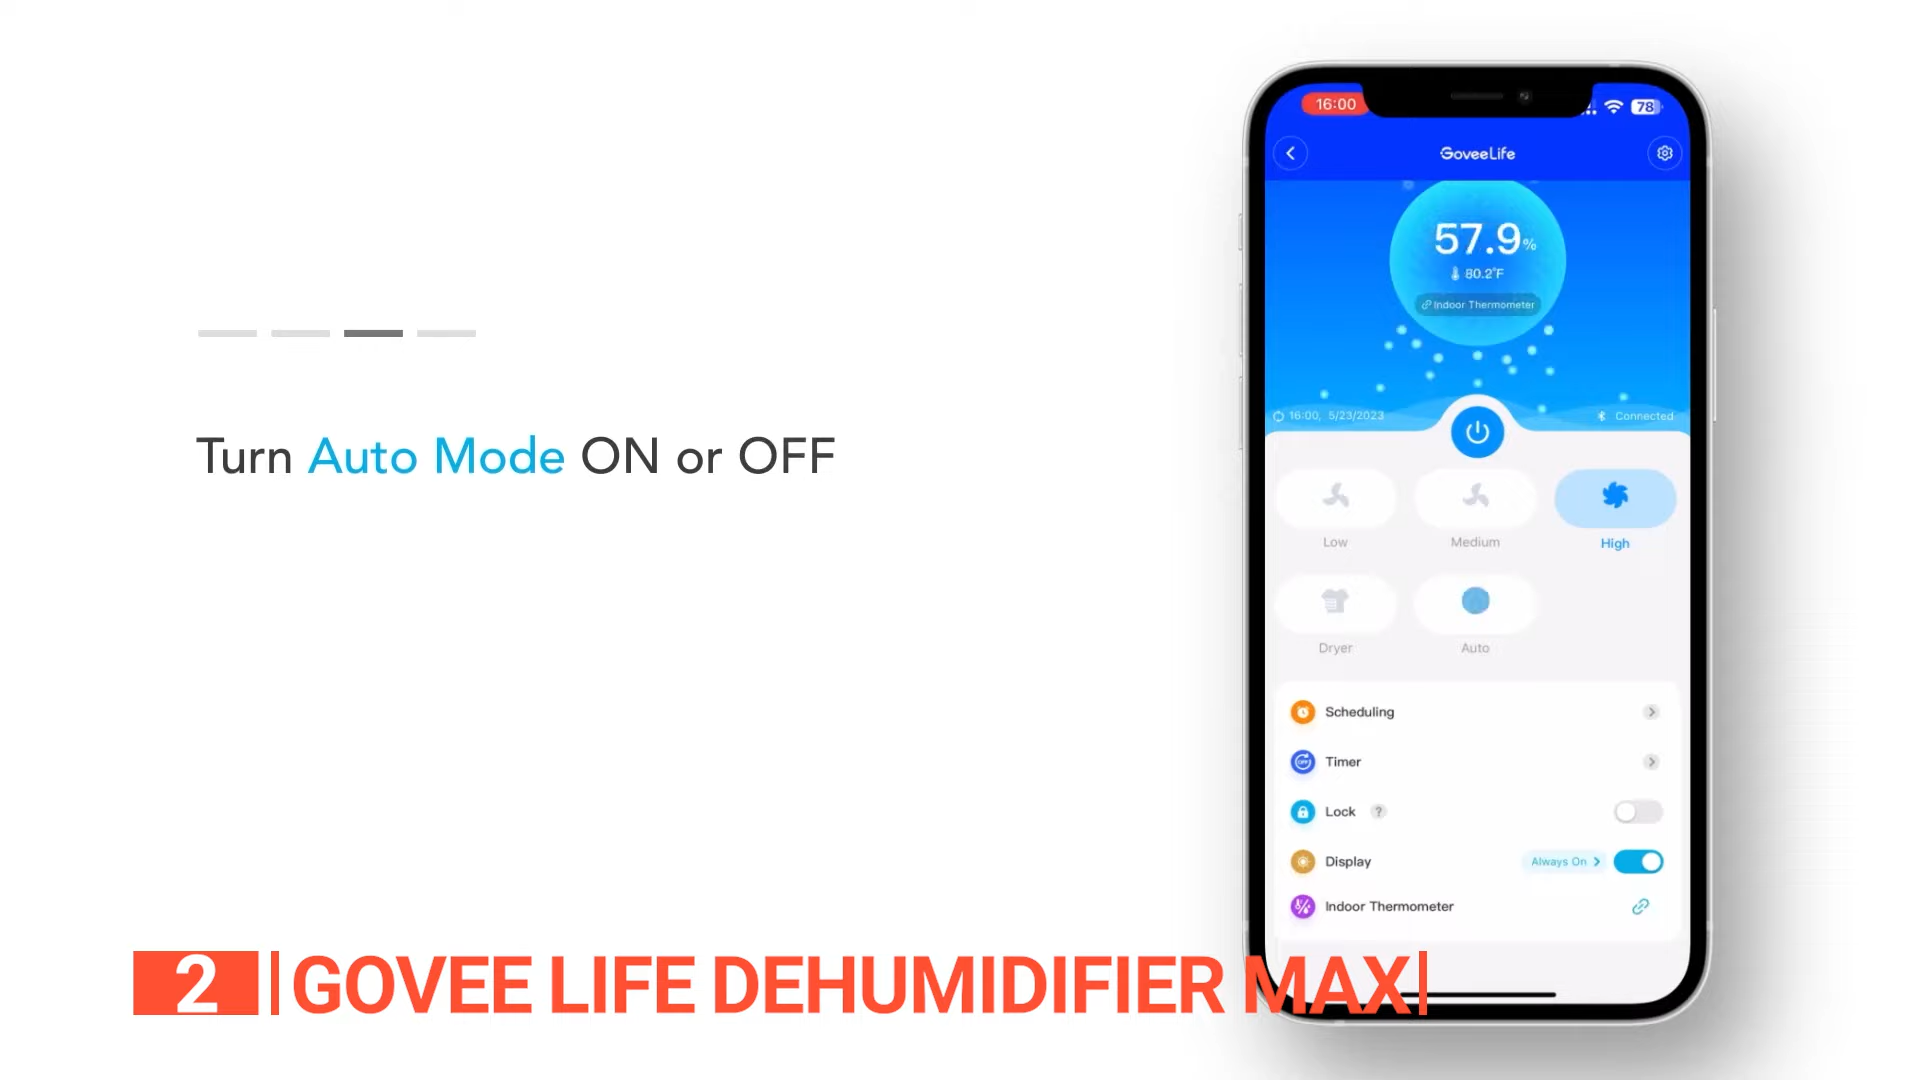 16:00
78
GoveeLife
57.9%
80.2°F
Indoor Thermometer
16:00, 5/23/2023
Connected
Turn Auto Mode ON or OFF
Low
Medium
High
Dryer
Auto
Scheduling
Timer
Lock ?
Display
Always On >
Indoor Thermometer
2 GOVEE LIFE DEHUMIDIFIER MAX